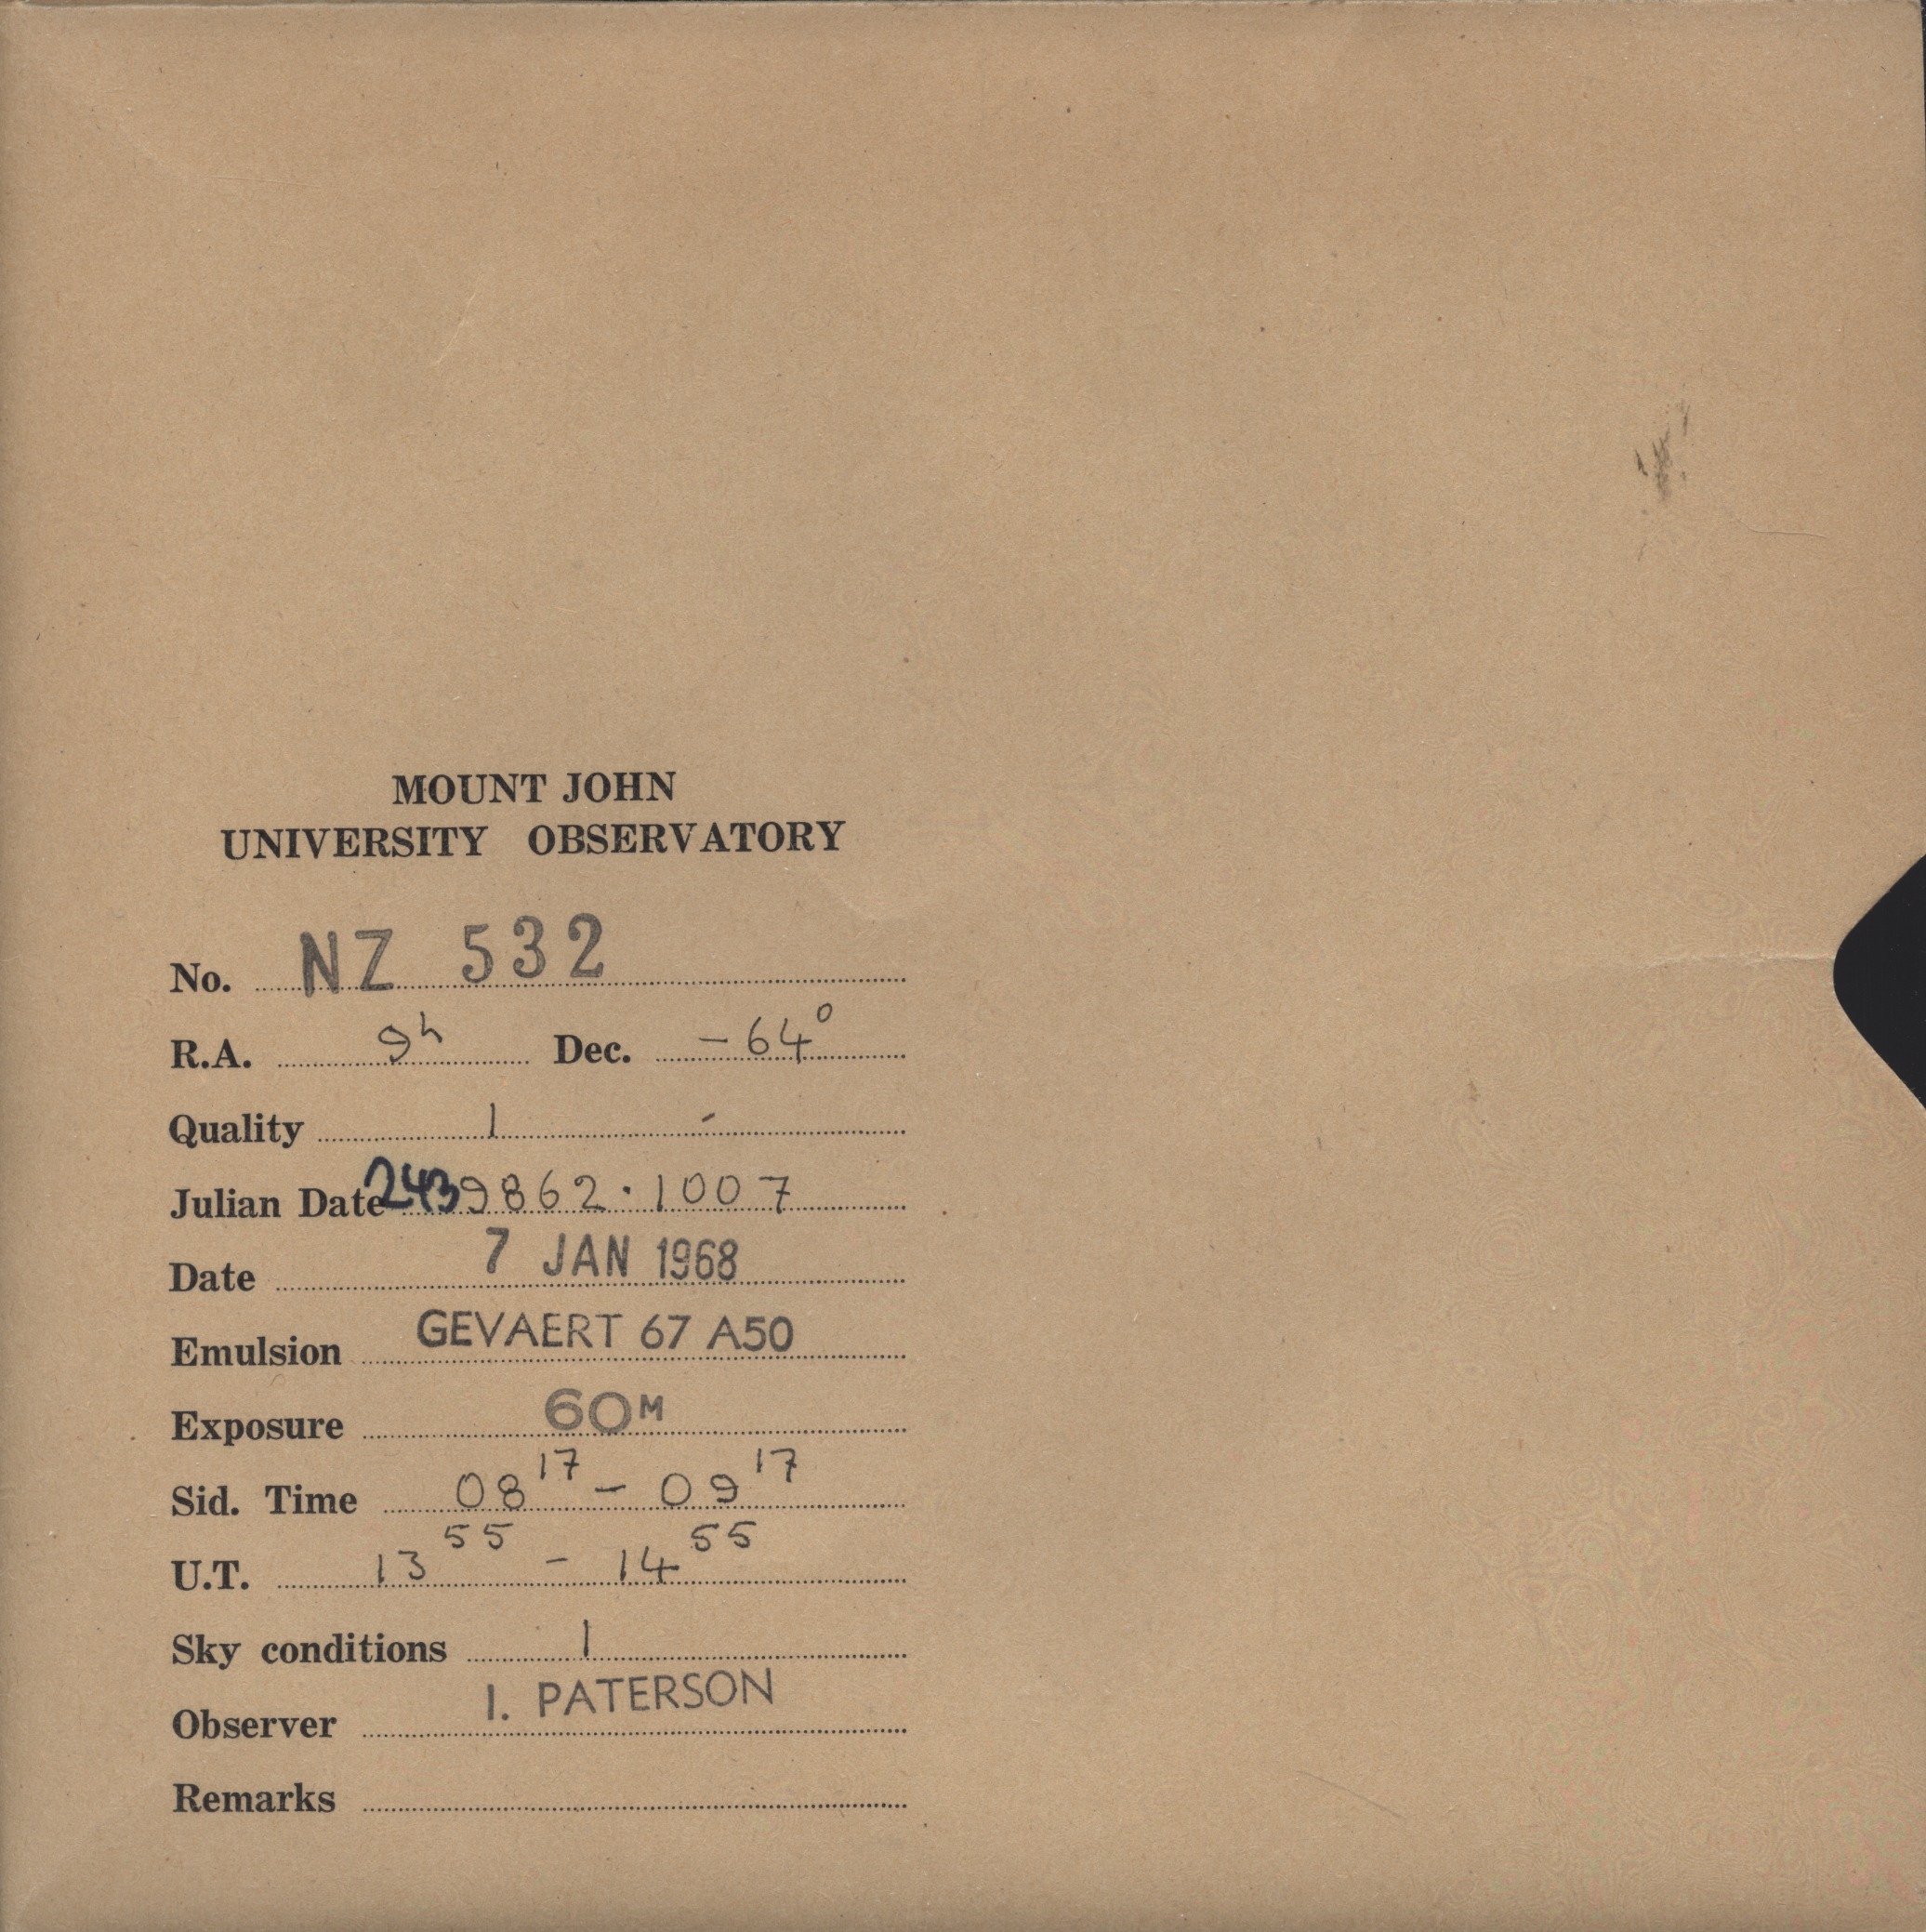 MOUNT JOHN
UNIVERSITY OBSERVATORY
No. NZ 532
R.A. 9h Dec. -64°
Quality 1
Julian Date 2439862.1007
Date 7 JAN 1968
Emulsion GEVAERT 67 A50
Exposure 60M
Sid. Time 08 17 - 09 17
U.T. 13 55 - 14 55
Sky conditions 1
Observer I. PATERSON
Remarks